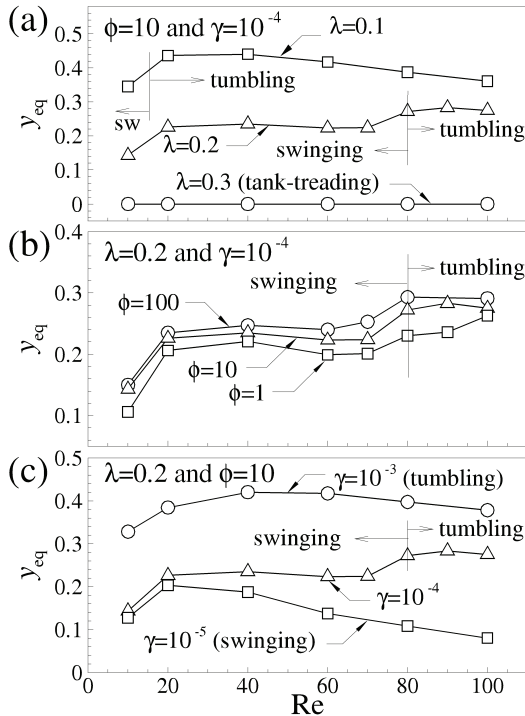 (a)
0.5
0.4
0.3
0.2
0.1
0
y_eq
ϕ=10 and γ=10⁻⁴
λ=0.1
tumbling
sw
λ=0.2
swinging
tumbling
λ=0.3 (tank-treading)
(b)
0.4
0.3
0.2
0.1
y_eq
λ=0.2 and γ=10⁻⁴
swinging
tumbling
ϕ=100
ϕ=10
ϕ=1
(c)
0.5
0.4
0.3
0.2
0.1
0
y_eq
λ=0.2 and ϕ=10
γ=10⁻³ (tumbling)
swinging
tumbling
γ=10⁻⁴
γ=10⁻⁵ (swinging)
0 20 40 60 80 100
Re